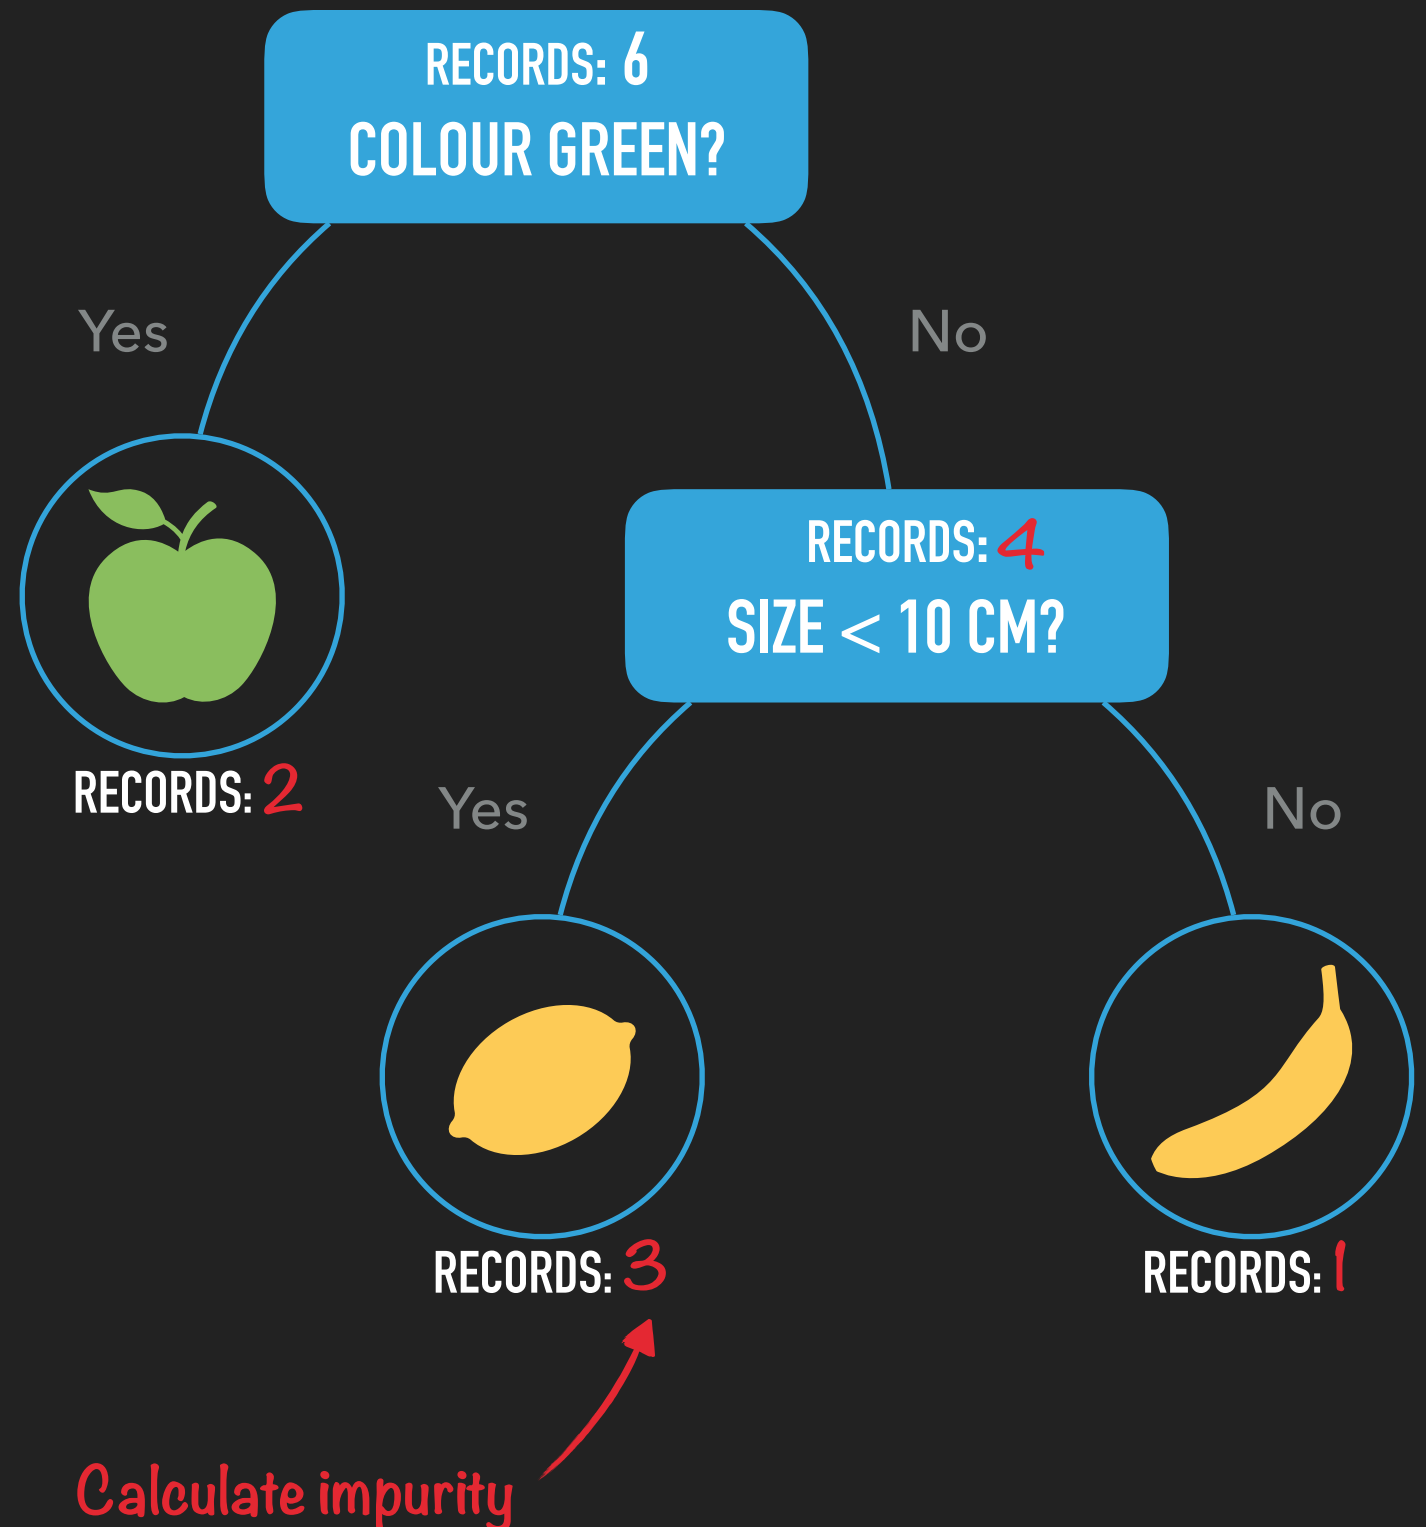 RECORDS: 6
COLOUR GREEN?
Yes
No
RECORDS: 4
SIZE < 10 CM?
RECORDS: 2
Yes
No
RECORDS: 3
RECORDS: 1
Calculate impurity